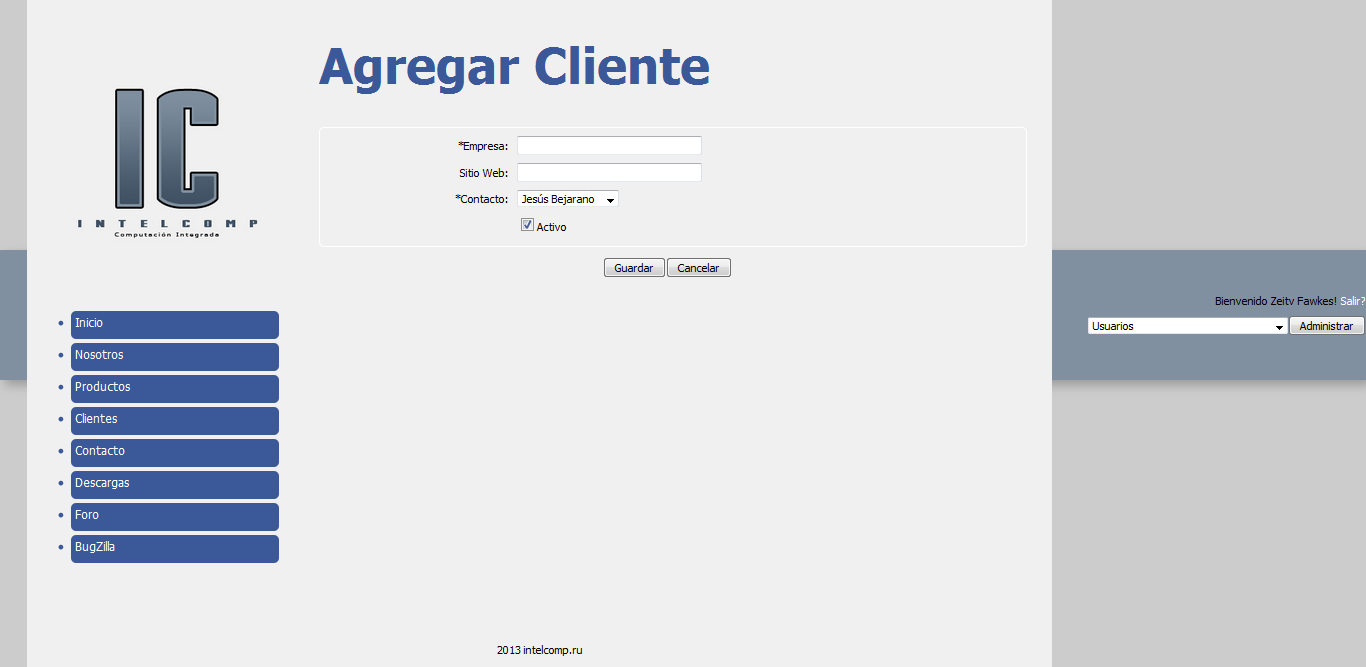 Agregar Cliente
IC
INTELCOMP
Computación Integrada
*Empresa:
Sitio Web:
*Contacto: Jesús Bejarano
Activo
Guardar Cancelar
Bienvenido Zeity Fawkes! Salir?
Usuarios Administrar
Inicio
Nosotros
Productos
Clientes
Contacto
Descargas
Foro
BugZilla
2013 intelcomp.ru